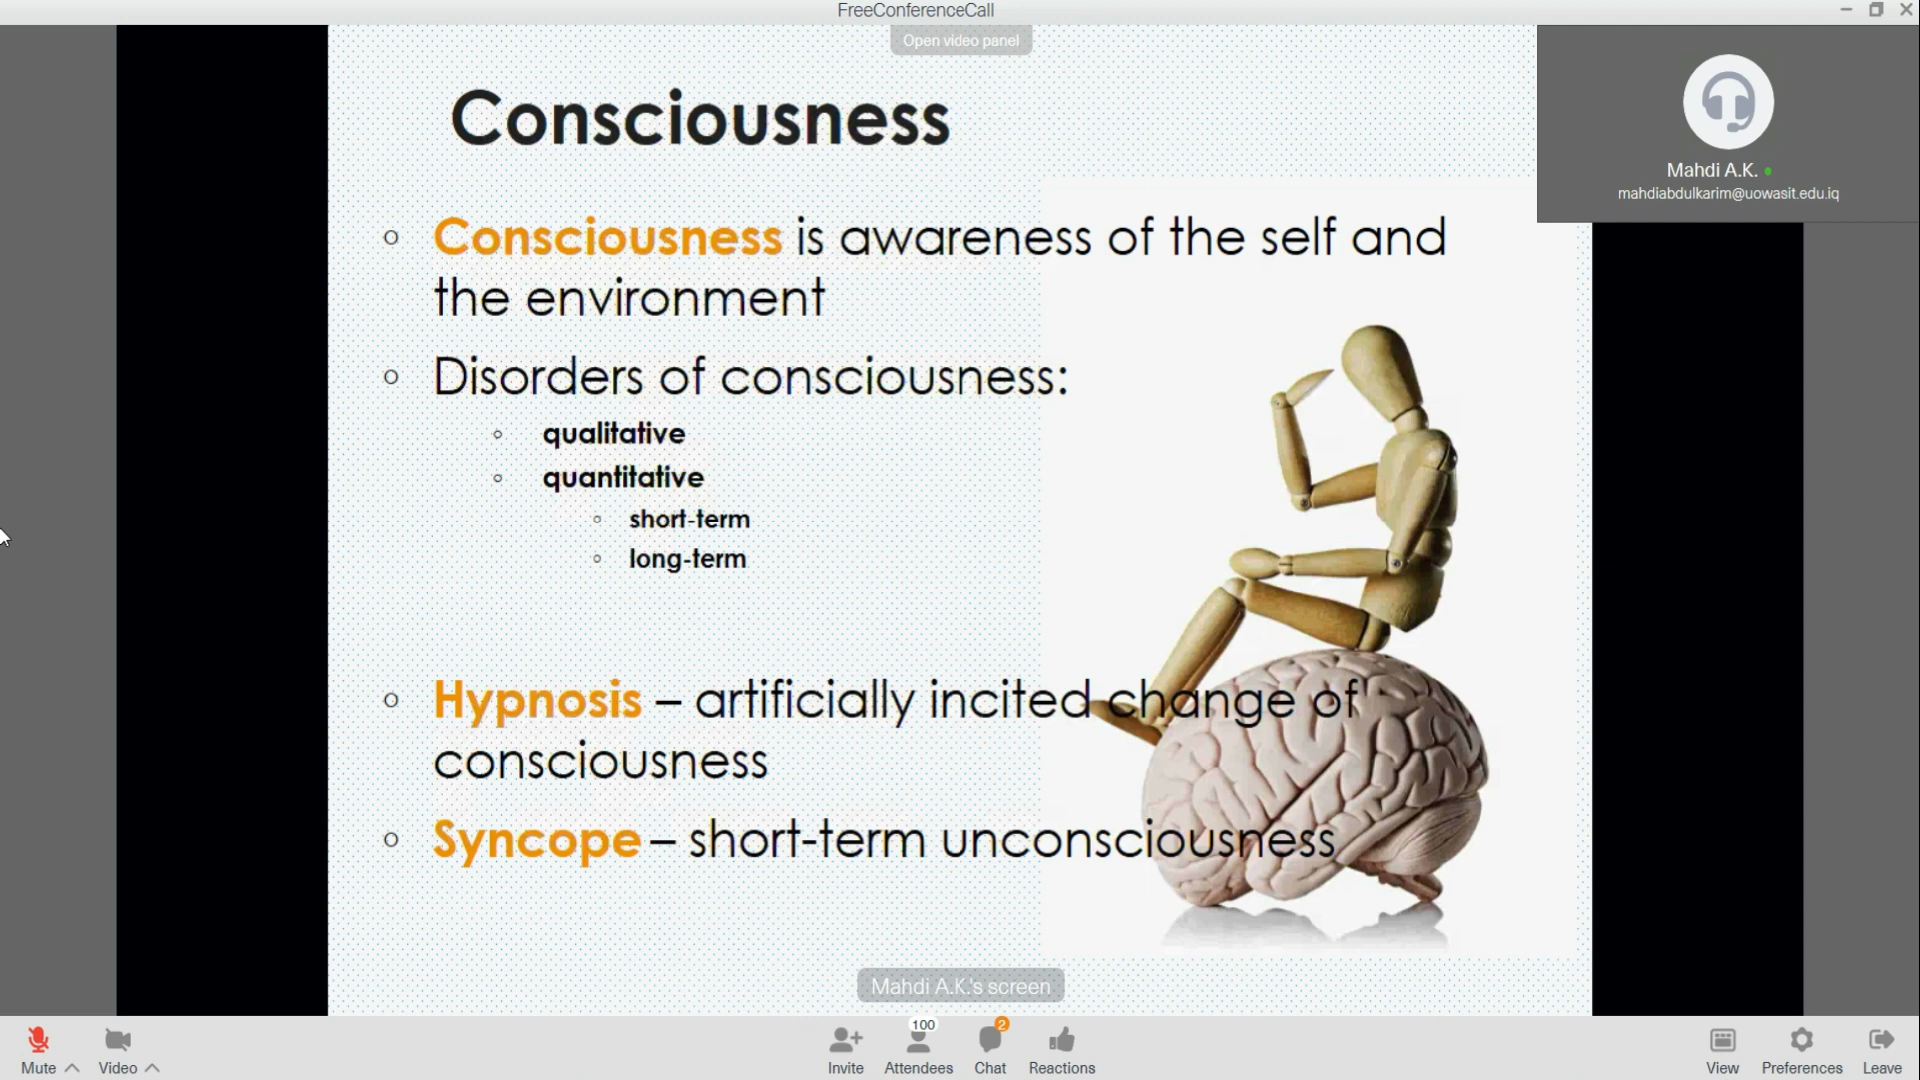 FreeConferenceCall
Open video panel
Consciousness
Mahdi A.K.
mahdiabdulkarim@uowasit.edu.iq
Consciousness is awareness of the self and
the environment
Disorders of consciousness:
qualitative
quantitative
short-term
long-term
Hypnosis – artificially incited change of
consciousness
Syncope – short-term unconsciousness
Mahdi A.K.'s screen
100
2
Mute
Video
Invite
Attendees
Chat
Reactions
View
Preferences
Leave